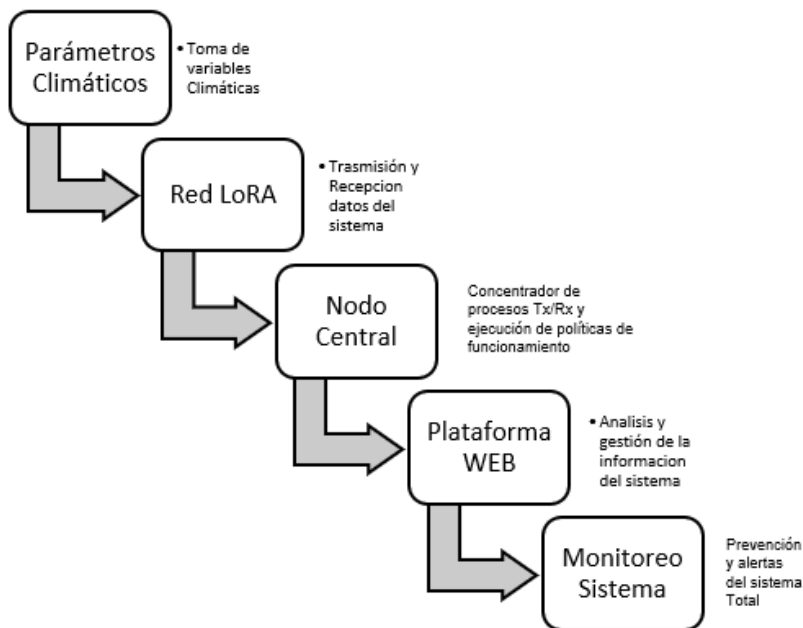 Parámetros
Climáticos
• Toma de
variables
Climáticas
Red LoRA
• Trasmisión y
Recepcion
datos del
sistema
Nodo
Central
Concentrador de
procesos Tx/Rx y
ejecución de políticas de
funcionamiento
Plataforma
WEB
• Analisis y
gestión de la
informacion
del sistema
Monitoreo
Sistema
Prevención
y alertas
del sistema
Total